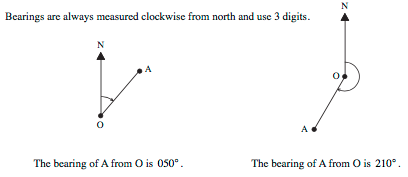 Bearings are always measured clockwise from north and use 3 digits.
N
A
O
The bearing of A from O is 050°.
N
O
A
The bearing of A from O is 210°.